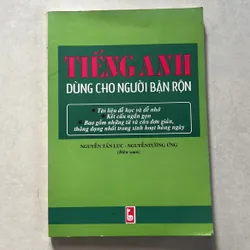 TIẾNG ANH
DÙNG CHO NGƯỜI BẬN RỘN
• Tài liệu dễ học và dễ nhớ
• Kết cấu ngắn gọn
• Bao gồm những từ và câu đơn giản,
thông dụng nhất trong sinh hoạt hàng ngày
NGUYỄN TẤN LỰC - NGUYỄN DƯƠNG ỨNG
(Biên soạn)